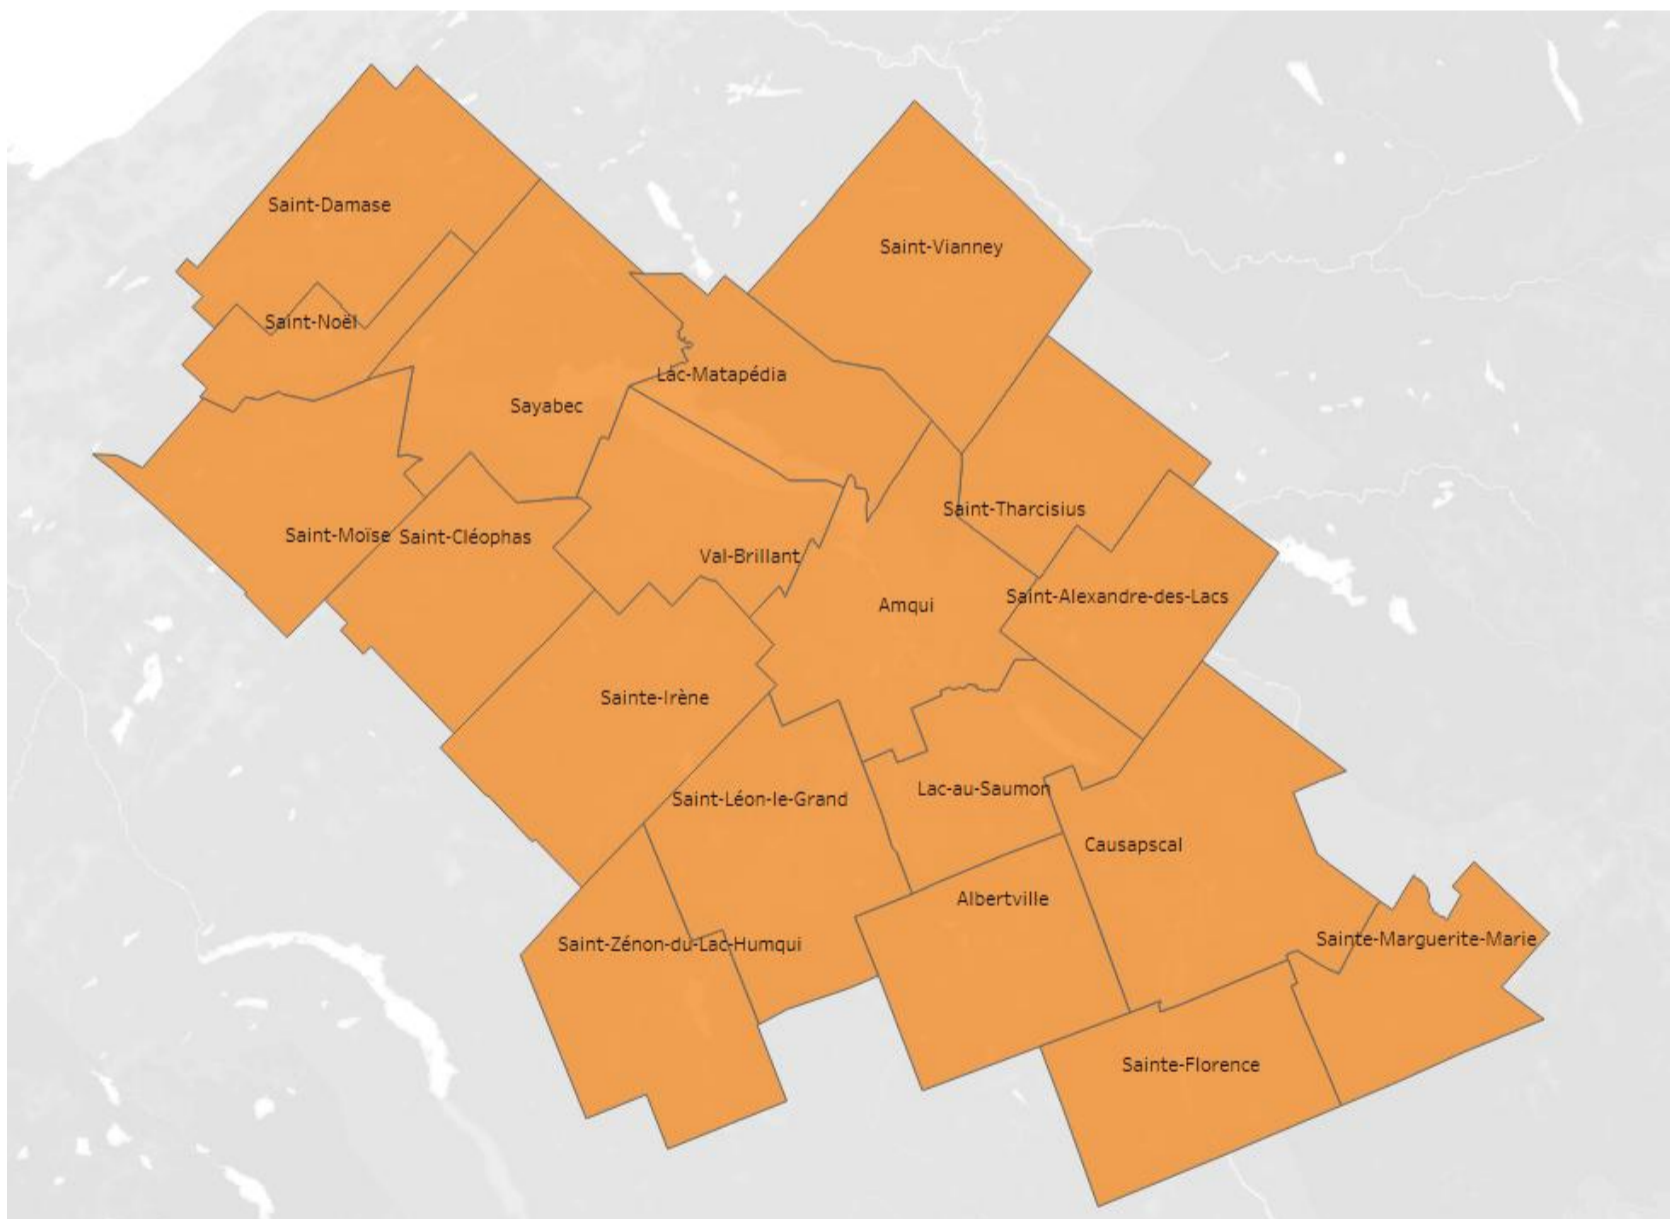 Saint-Damase
Saint-Vianney
Saint-Noël
Lac-Matapédia
Sayabec
Saint-Tharcisius
Saint-Moïse
Saint-Cléophas
Val-Brillant
Saint-Alexandre-des-Lacs
Amqui
Sainte-Irène
Lac-au-Saumon
Saint-Léon-le-Grand
Causapscal
Albertville
Sainte-Marguerite-Marie
Saint-Zénon-du-Lac-Humqui
Sainte-Florence